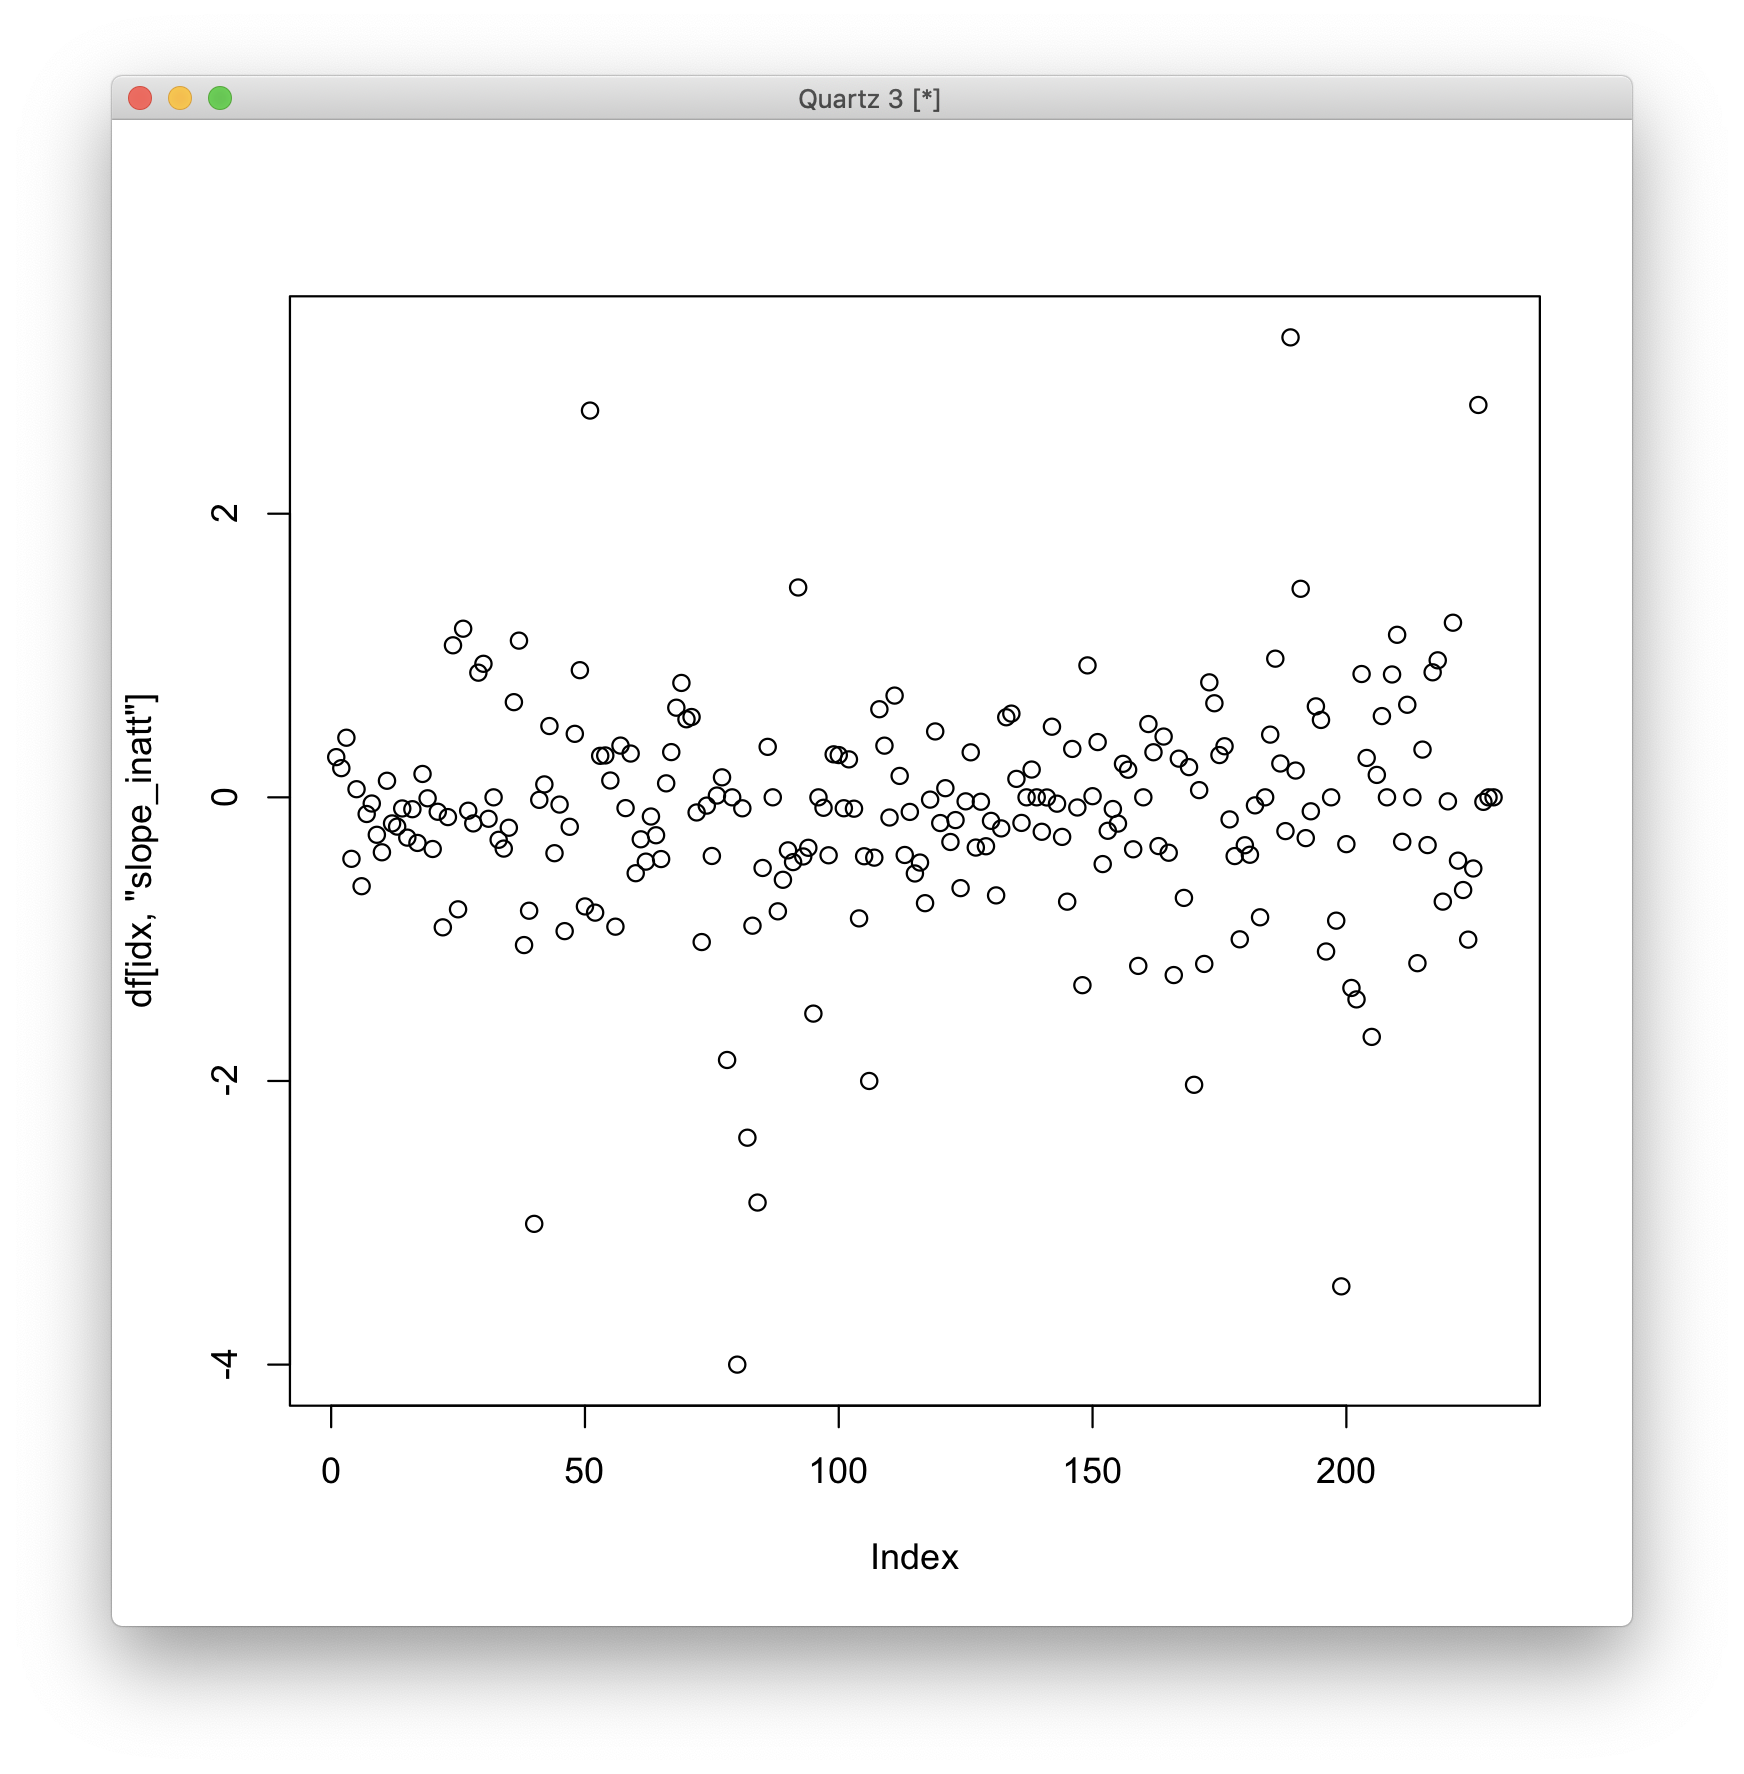 Quartz 3 [*]
df[idx, "slope_inatt"]
2
0
-2
-4
0 50 100 150 200
Index